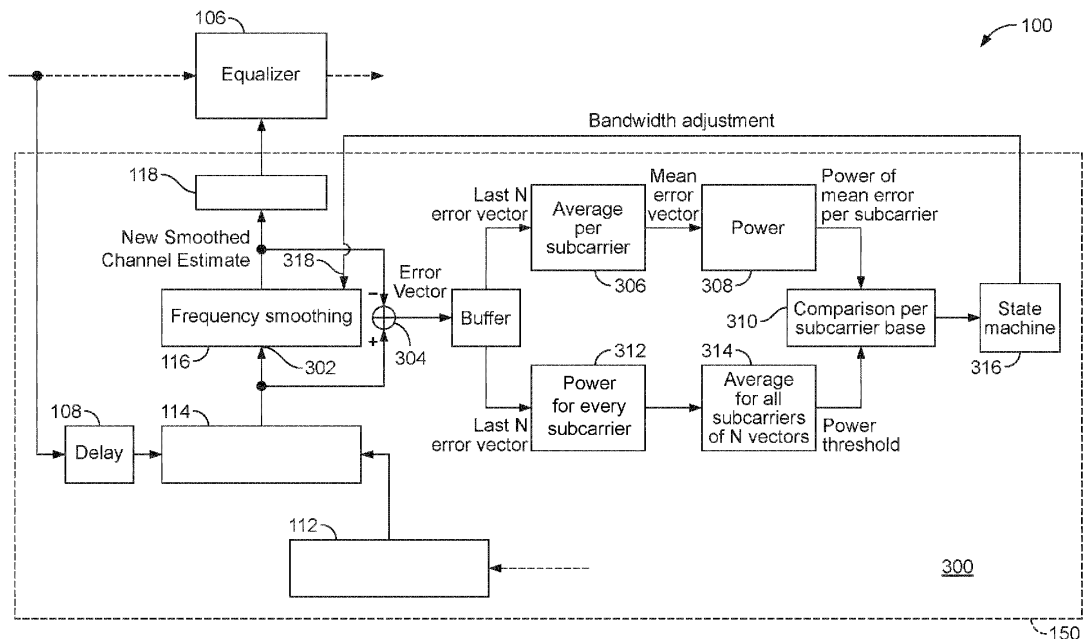 106
100
Equalizer
Bandwidth adjustment
118
New Smoothed
Channel Estimate
318
Frequency smoothing
116
302
−
+
304
Error
Vector
Buffer
Last N
error vector
Average
per
subcarrier
306
Mean
error
vector
Power
308
Power of
mean error
per subcarrier
310
Comparison per
subcarrier base
State
machine
316
Last N
error vector
312
Power
for every
subcarrier
314
Average
for all
subcarriers
of N vectors
Power
threshold
108
Delay
114
112
300
150